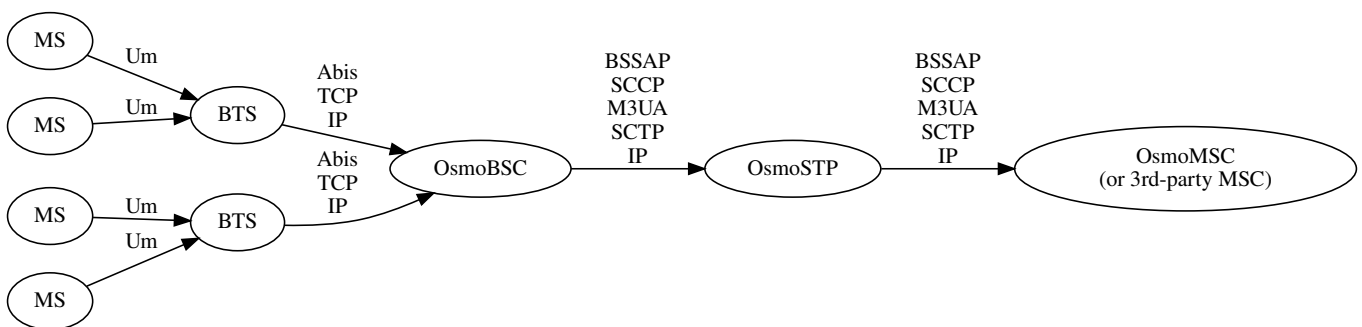 MS
Um
MS
Um
BTS
Abis
TCP
IP
MS
Um
MS
Um
BTS
Abis
TCP
IP
OsmoBSC
BSSAP
SCCP
M3UA
SCTP
IP
OsmoSTP
BSSAP
SCCP
M3UA
SCTP
IP
OsmoMSC
(or 3rd-party MSC)